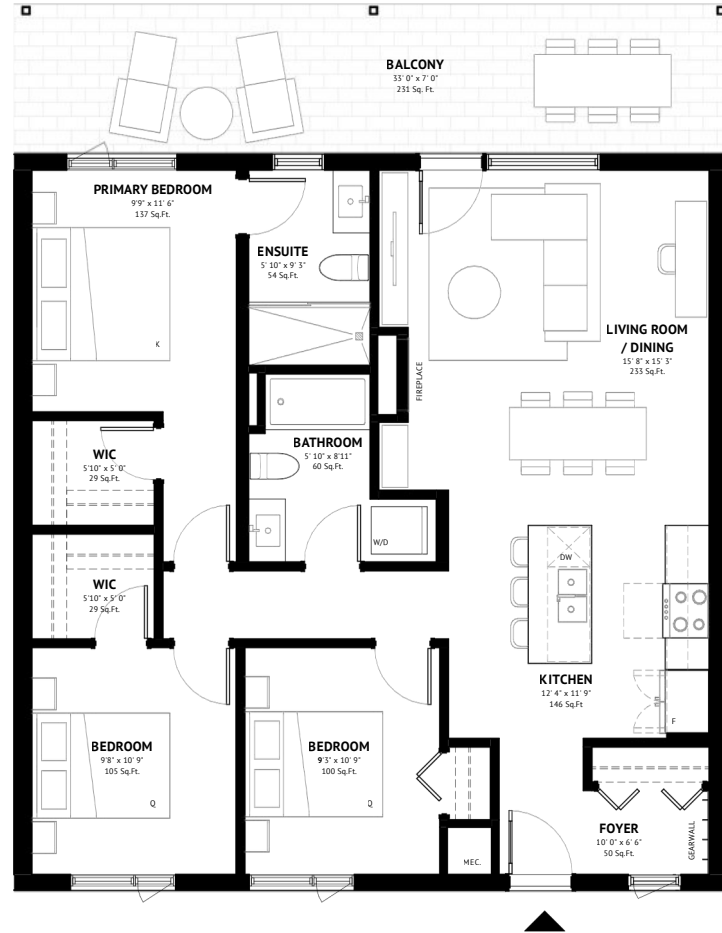 BALCONY
33' 0" x 7' 0"
231 Sq. Ft.
PRIMARY BEDROOM
9'9" x 11' 6"
137 Sq.Ft.
K
ENSUITE
5' 10" x 9' 3"
54 Sq.Ft.
LIVING ROOM
/ DINING
15' 8" x 15' 3"
233 Sq.Ft.
FIREPLACE
WIC
5'10" x 5' 0"
29 Sq.Ft.
BATHROOM
5' 10" x 8'11"
60 Sq.Ft.
W/D
DW
WIC
5'10" x 5' 0"
29 Sq.Ft.
KITCHEN
12' 4" x 11' 9"
146 Sq.Ft
F
BEDROOM
9'8" x 10' 9"
105 Sq.Ft.
Q
BEDROOM
9'3" x 10' 9"
100 Sq.Ft.
Q
FOYER
10' 0" x 6' 6"
50 Sq.Ft.
GEARWALL
MEC.